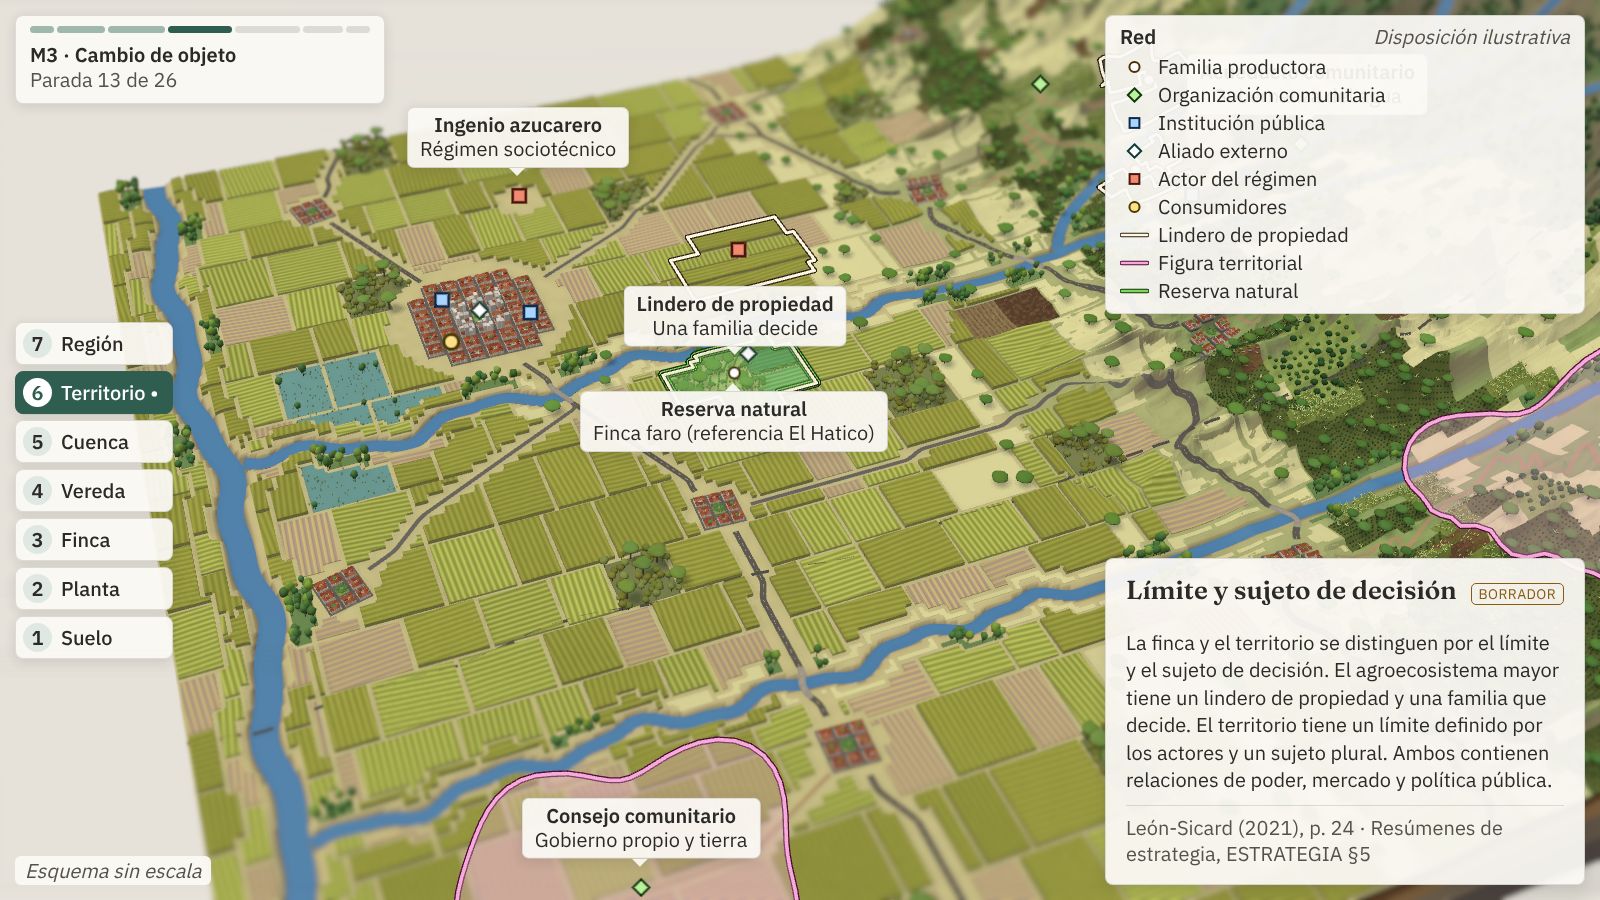 M3 · Cambio de objeto
Parada 13 de 26
Ingenio azucarero
Régimen sociotécnico
Red
Disposición ilustrativa
Familia productora
Organización comunitaria
Institución pública
Aliado externo
Actor del régimen
Consumidores
Lindero de propiedad
Figura territorial
Reserva natural
Lindero de propiedad
Una familia decide
Reserva natural
Finca faro (referencia El Hatico)
7 Región
6 Territorio •
5 Cuenca
4 Vereda
3 Finca
2 Planta
1 Suelo
Límite y sujeto de decisión
BORRADOR
La finca y el territorio se distinguen por el límite
y el sujeto de decisión. El agroecosistema mayor
tiene un lindero de propiedad y una familia que
decide. El territorio tiene un límite definido por
los actores y un sujeto plural. Ambos contienen
relaciones de poder, mercado y política pública.
León-Sicard (2021), p. 24 · Resúmenes de
estrategia, ESTRATEGIA §5
Consejo comunitario
Gobierno propio y tierra
Esquema sin escala